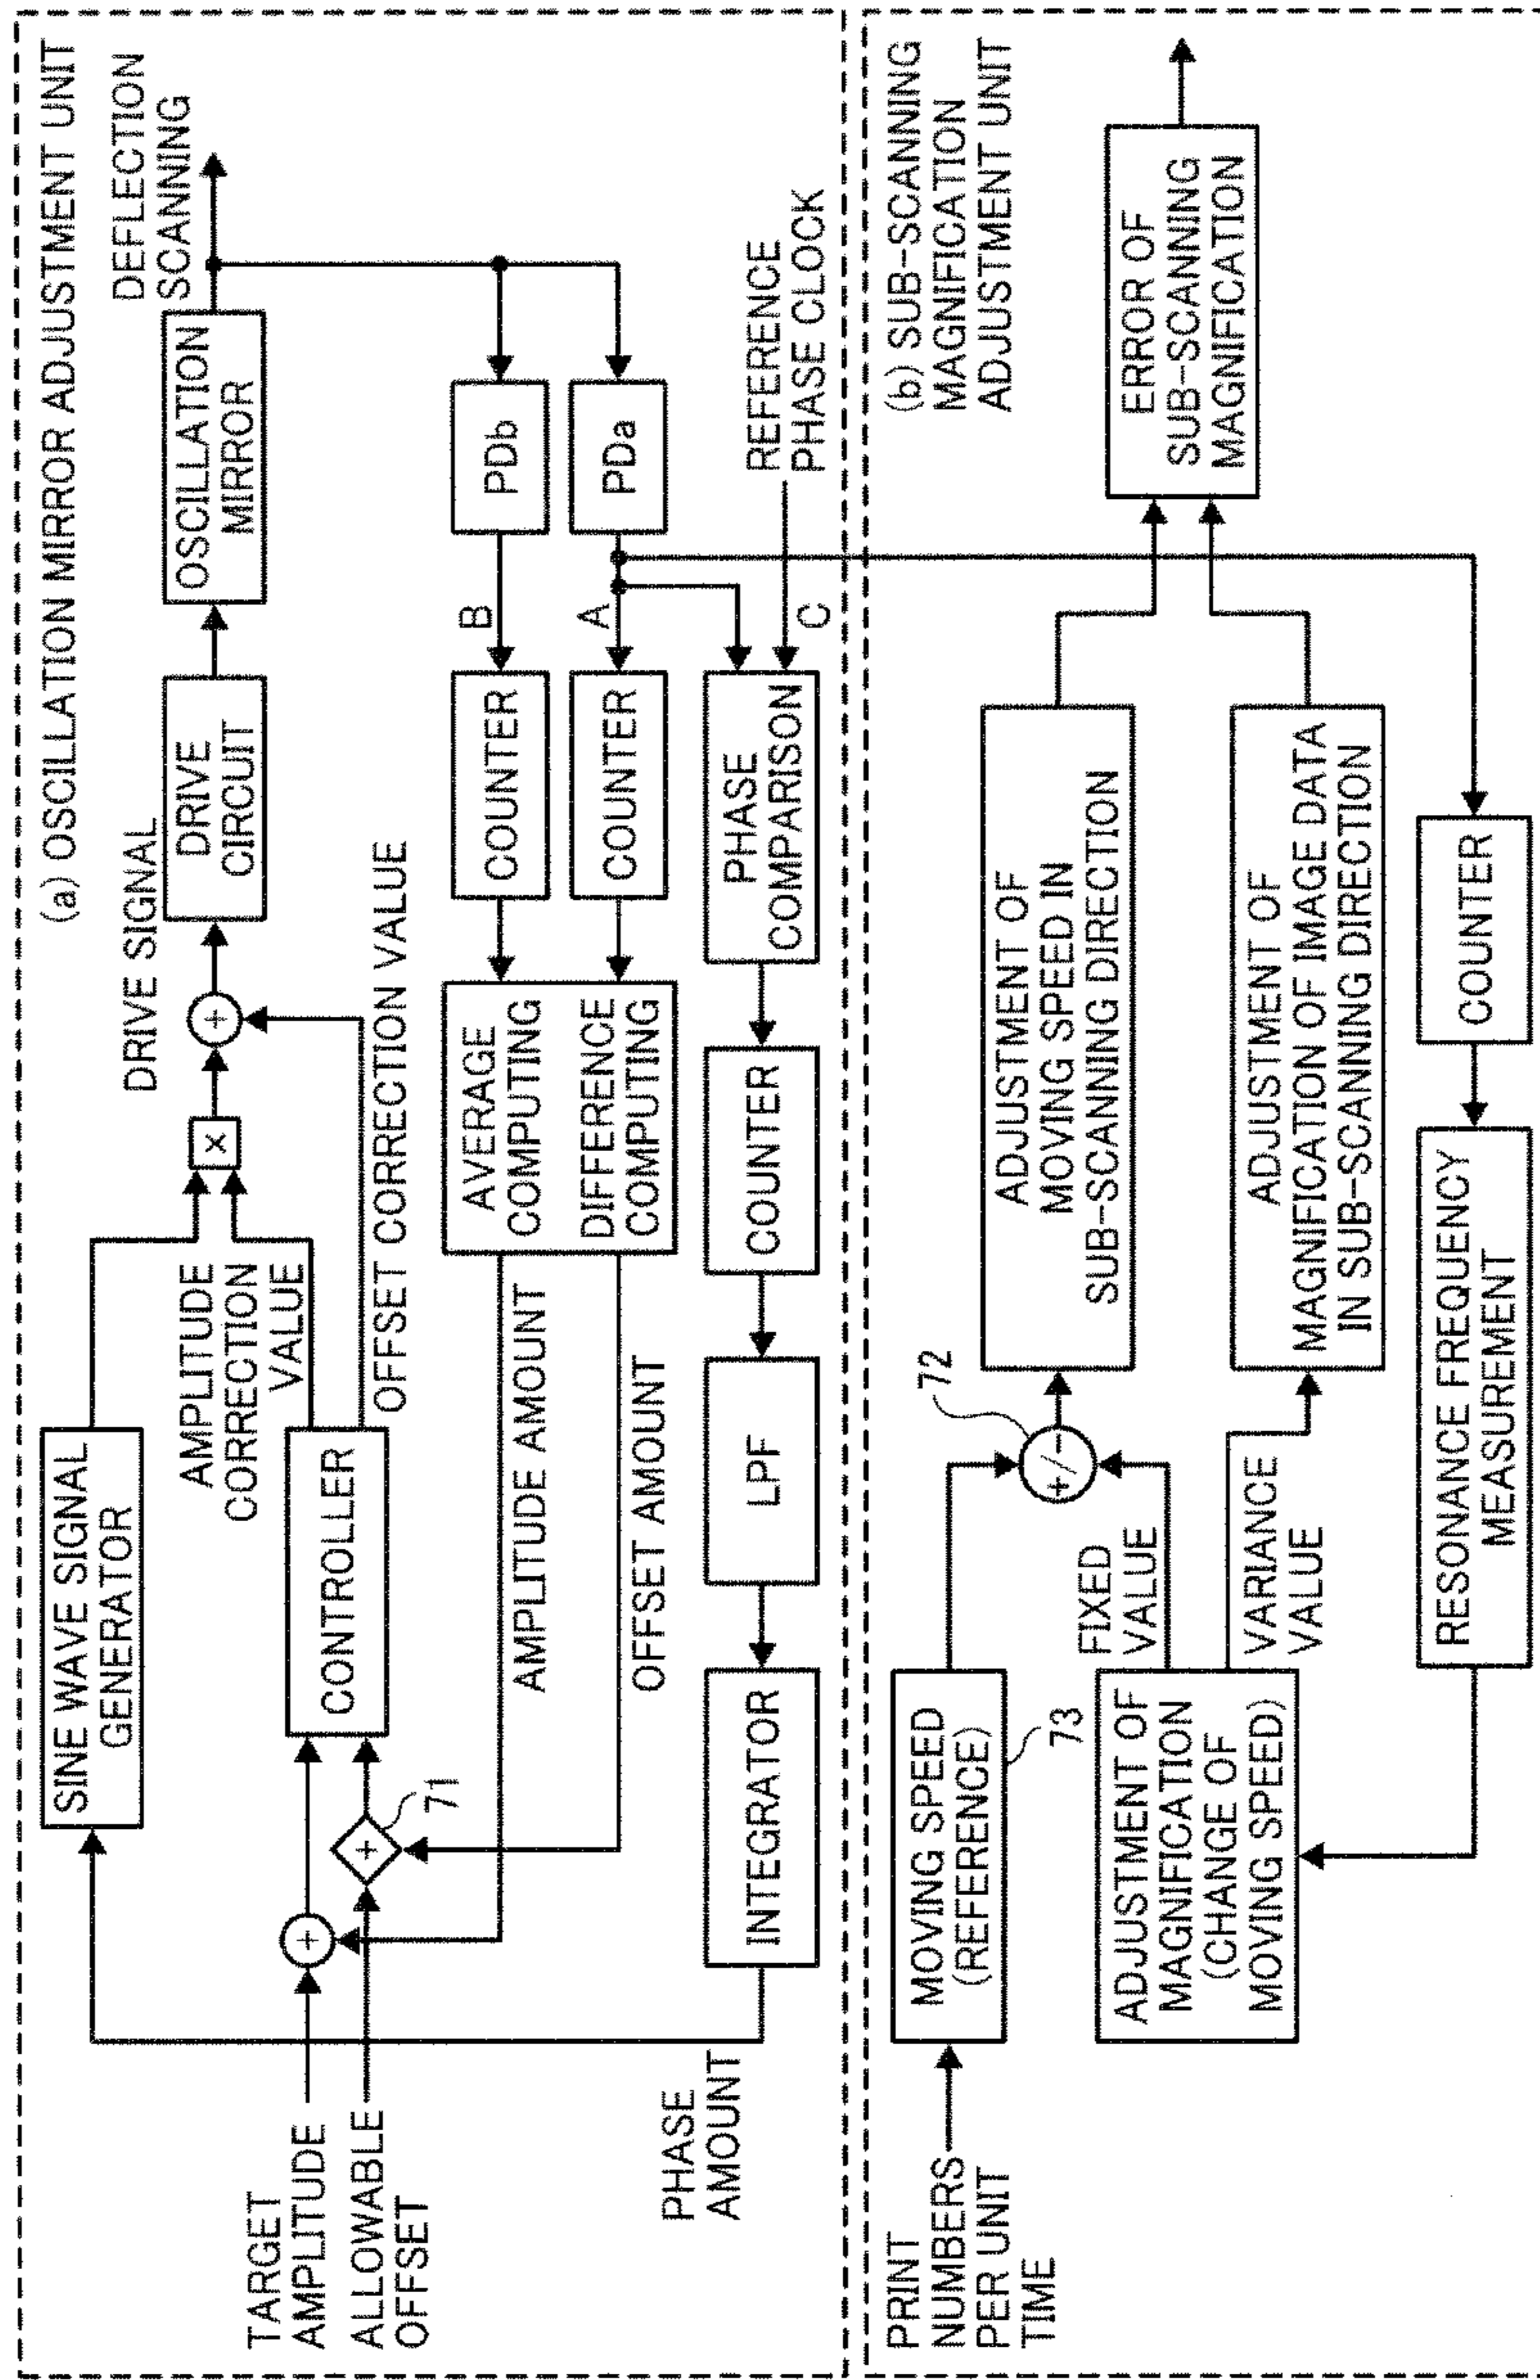 (a) OSCILLATION MIRROR ADJUSTMENT UNIT
SINE WAVE SIGNAL
GENERATOR
DRIVE SIGNAL
DEFLECTION
SCANNING
AMPLITUDE
CORRECTION
VALUE
×
+
DRIVE
CIRCUIT
OSCILLATION
MIRROR
TARGET
AMPLITUDE
+
ALLOWABLE
OFFSET
+
71
CONTROLLER
OFFSET CORRECTION VALUE
AMPLITUDE AMOUNT
AVERAGE
COMPUTING
COUNTER
B
PDb
OFFSET AMOUNT
DIFFERENCE
COMPUTING
COUNTER
A
PDa
PHASE
AMOUNT
INTEGRATOR
LPF
COUNTER
PHASE
COMPARISON
C
REFERENCE
PHASE CLOCK
(b) SUB-SCANNING
MAGNIFICATION
ADJUSTMENT UNIT
PRINT
NUMBERS
PER UNIT
TIME
MOVING SPEED
(REFERENCE)
73
72
+/-
ADJUSTMENT OF
MOVING SPEED IN
SUB-SCANNING DIRECTION
ERROR OF
SUB-SCANNING
MAGNIFICATION
FIXED
VALUE
ADJUSTMENT OF
MAGNIFICATION
(CHANGE OF
MOVING SPEED)
VARIANCE
VALUE
ADJUSTMENT OF
MAGNIFICATION OF IMAGE DATA
IN SUB-SCANNING DIRECTION
RESONANCE FREQUENCY
MEASUREMENT
COUNTER